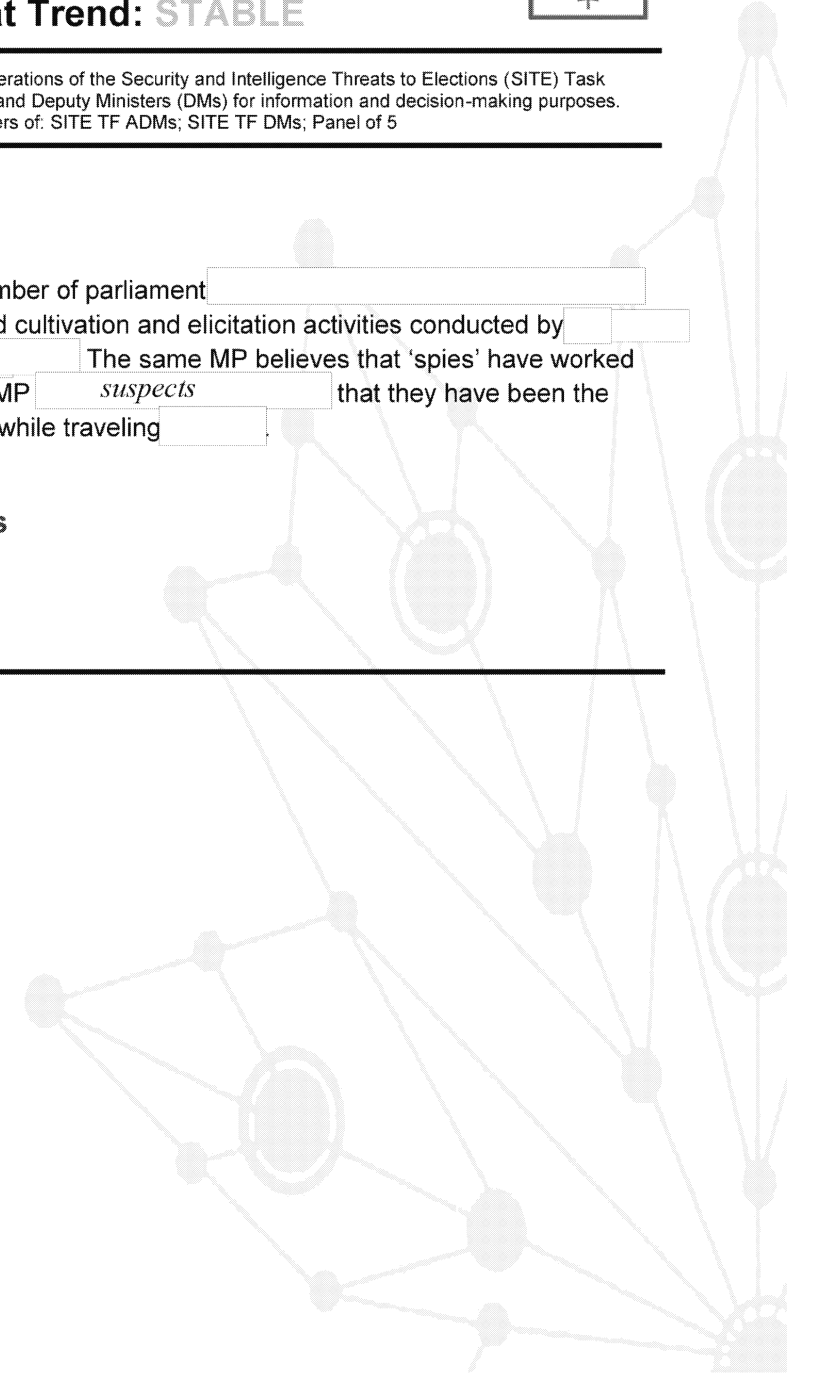 t Trend: STABLE
erations of the Security and Intelligence Threats to Elections (SITE) Task
and Deputy Ministers (DMs) for information and decision-making purposes.
ers of: SITE TF ADMs; SITE TF DMs; Panel of 5
mber of parliament
d cultivation and elicitation activities conducted by
The same MP believes that ‘spies’ have worked
MP suspects that they have been the
while traveling .
s